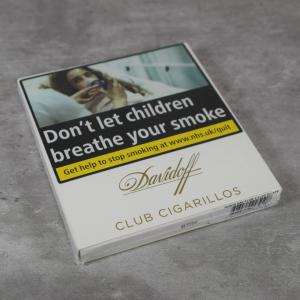 Don't let children
breathe your smoke
Get help to stop smoking at www.nhs.uk/quit
Davidoff
CLUB CIGARILLOS